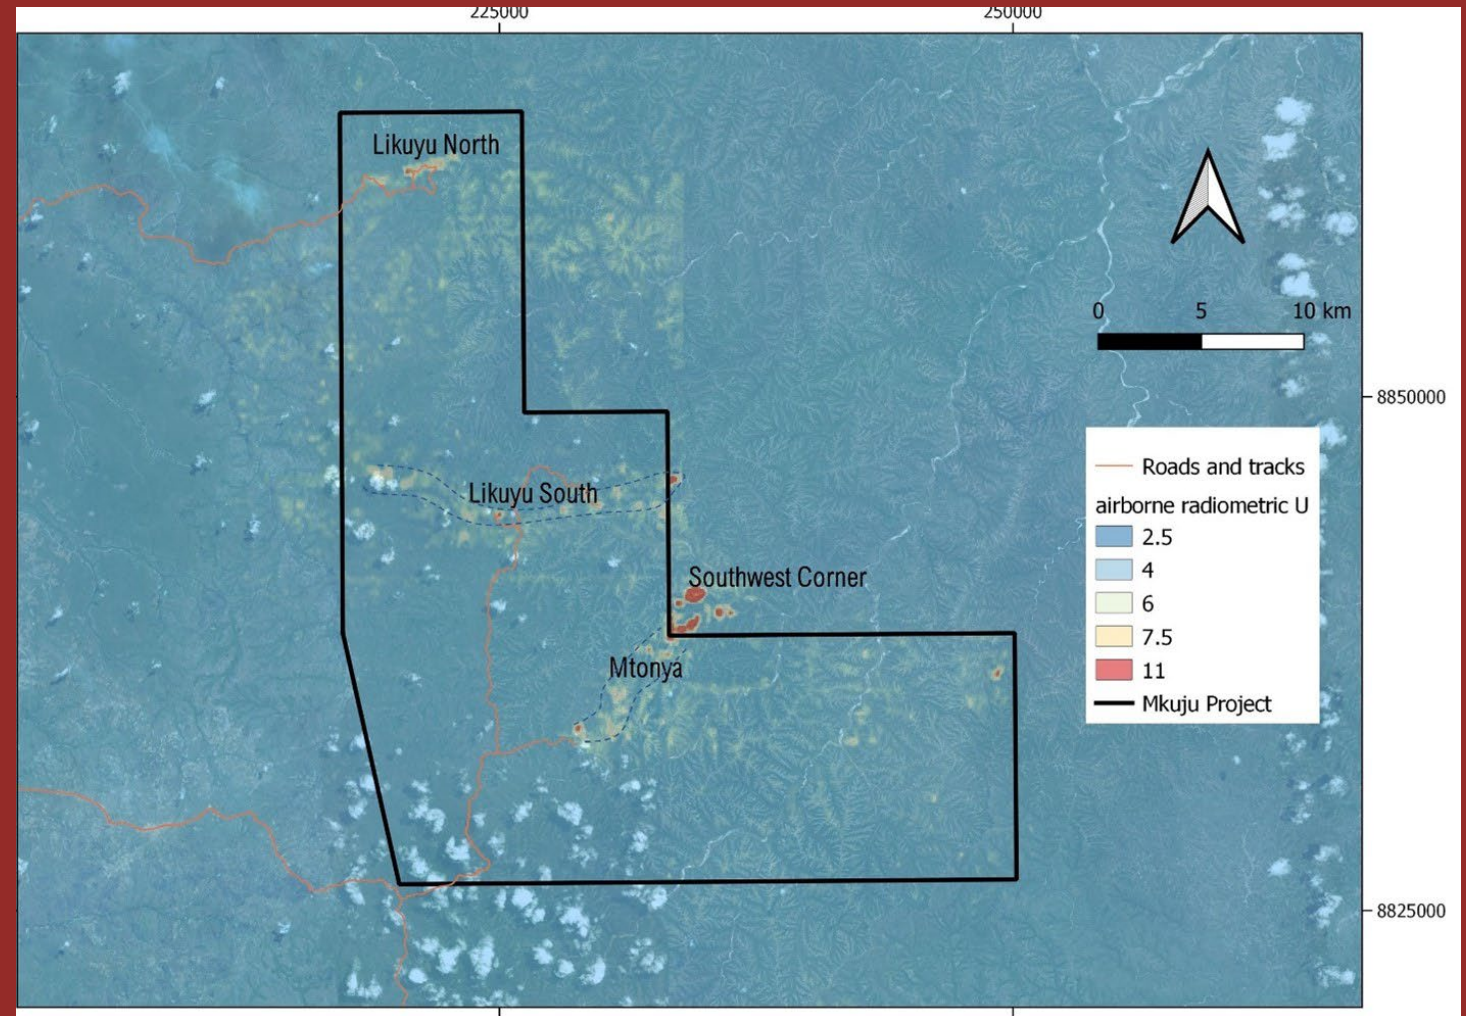 225000
250000
Likuyu North
0 5 10 km
8850000
Likuyu South
Southwest Corner
Mtonya
Roads and tracks
airborne radiometric U
2.5
4
6
7.5
11
Mkuju Project
8825000